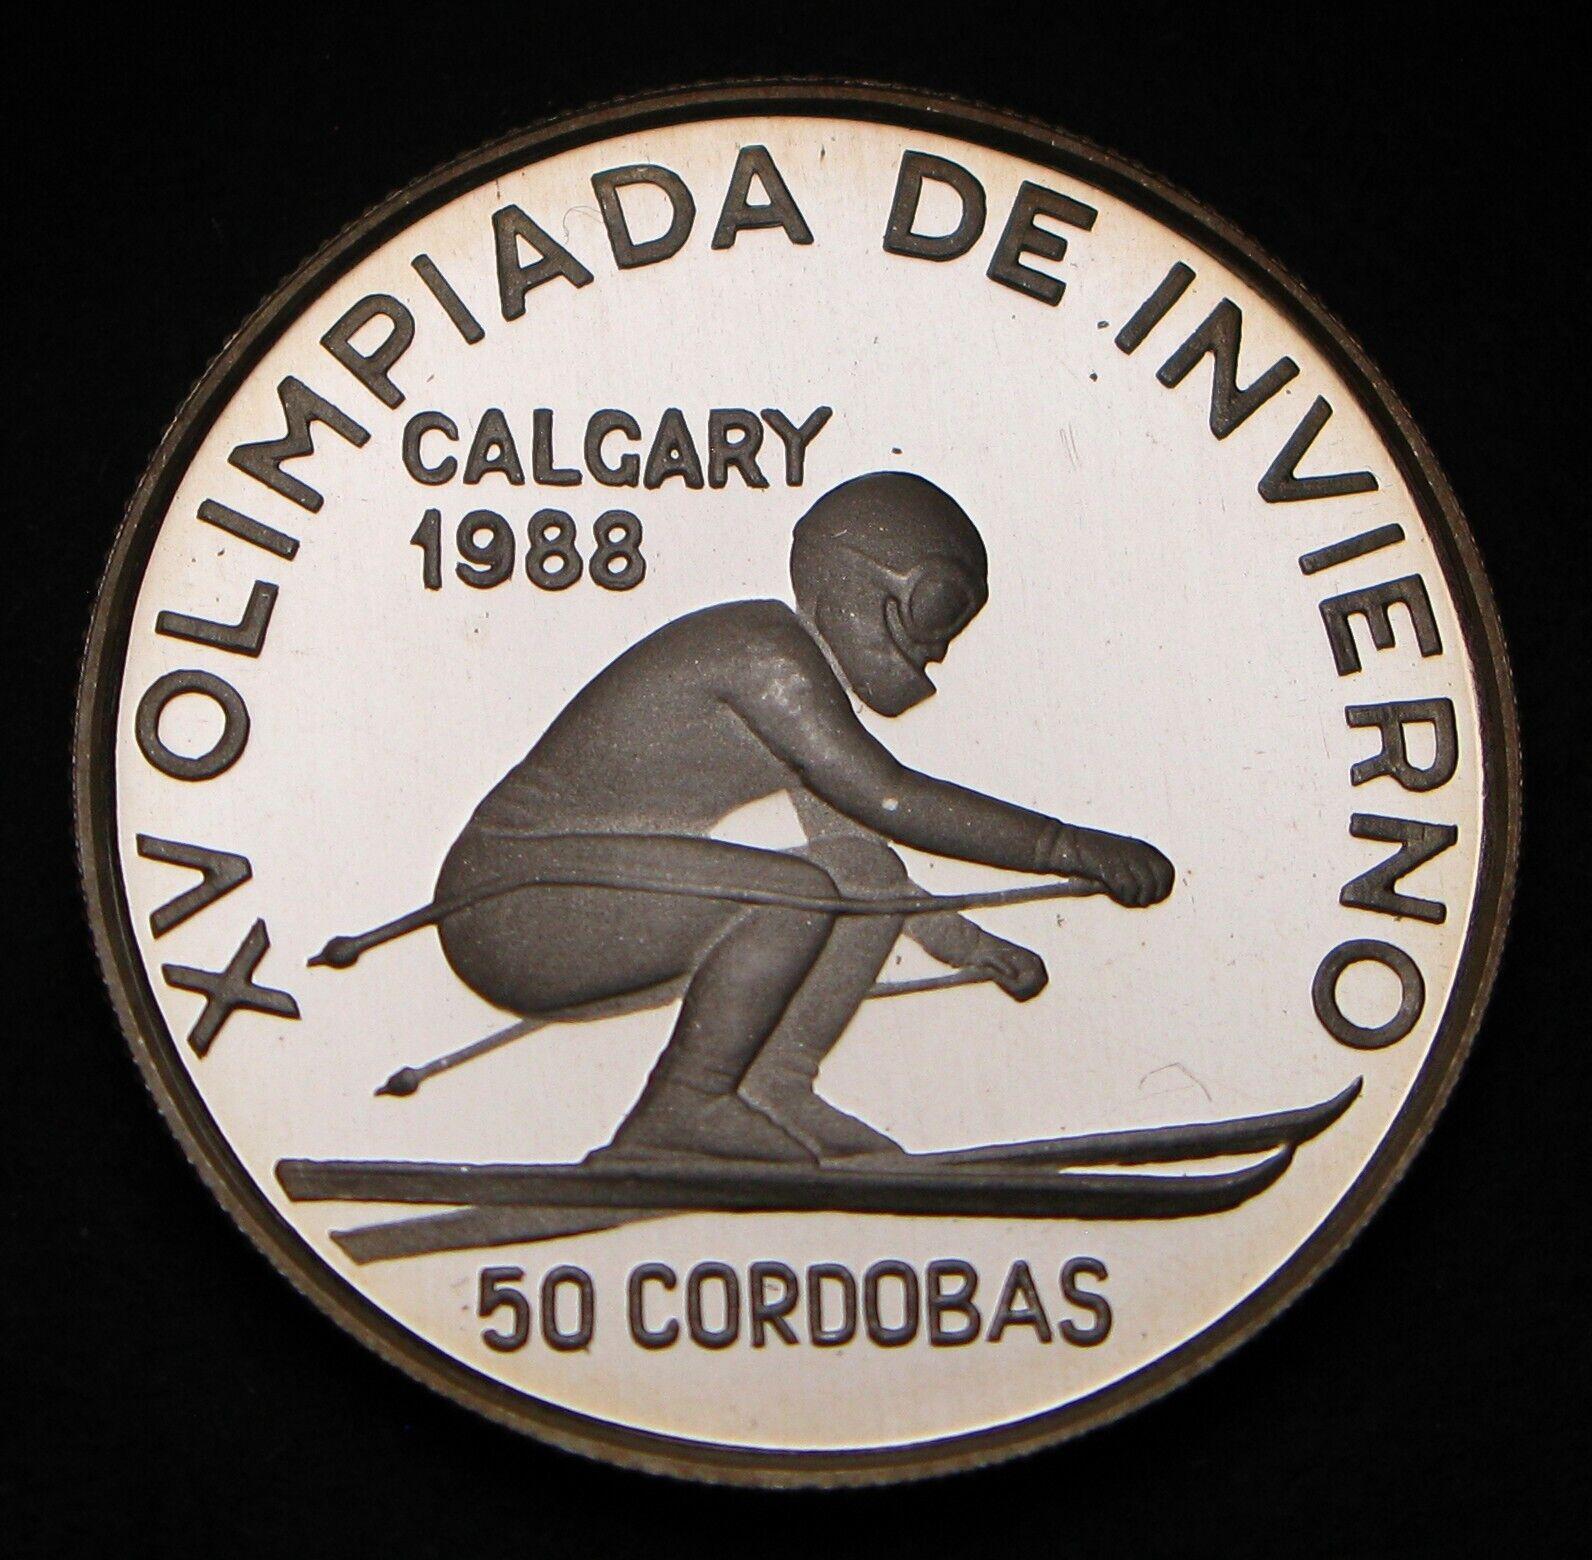 XV OLIMPIADA DE INVIERNO
CALGARY
1988
50 CORDOBAS